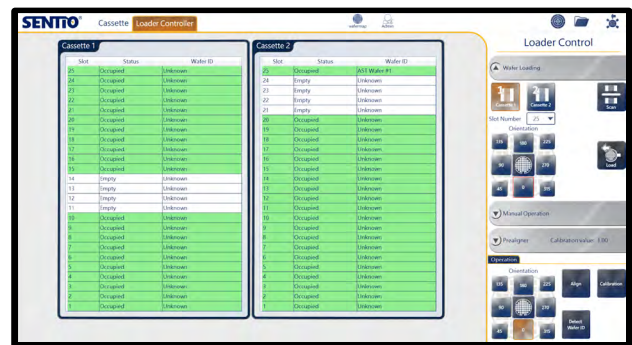 SENTIO® Cassette Loader Controller
wafermap Admin
Cassette 1
Slot Status Wafer ID
25 Occupied Unknown
24 Occupied Unknown
23 Occupied Unknown
22 Occupied Unknown
21 Occupied Unknown
20 Occupied Unknown
19 Occupied Unknown
18 Occupied Unknown
17 Occupied Unknown
16 Occupied Unknown
15 Occupied Unknown
14 Empty Unknown
13 Empty Unknown
12 Empty Unknown
11 Empty Unknown
10 Occupied Unknown
9 Occupied Unknown
8 Occupied Unknown
7 Occupied Unknown
6 Occupied Unknown
5 Occupied Unknown
4 Occupied Unknown
3 Occupied Unknown
2 Occupied Unknown
1 Occupied Unknown
Cassette 2
Slot Status Wafer ID
25 Occupied AST Wafer #1
24 Empty Unknown
23 Empty Unknown
22 Empty Unknown
21 Empty Unknown
20 Occupied Unknown
19 Occupied Unknown
18 Occupied Unknown
17 Occupied Unknown
16 Occupied Unknown
15 Occupied Unknown
14 Occupied Unknown
13 Occupied Unknown
12 Occupied Unknown
11 Occupied Unknown
10 Occupied Unknown
9 Occupied Unknown
8 Occupied Unknown
7 Occupied Unknown
6 Occupied Unknown
5 Occupied Unknown
4 Occupied Unknown
3 Occupied Unknown
2 Occupied Unknown
1 Occupied Unknown
Loader Control
Wafer Loading
Cassette 1 Cassette 2 Scan
Slot Number 25
Orientation
135 180 225
90 270 Load
45 0 315
Manual Operation
Prealigner Calibration value
Operation
Orientation
135 180 225 Align Calibration
90 270
Detect
Wafer ID
45 0 315